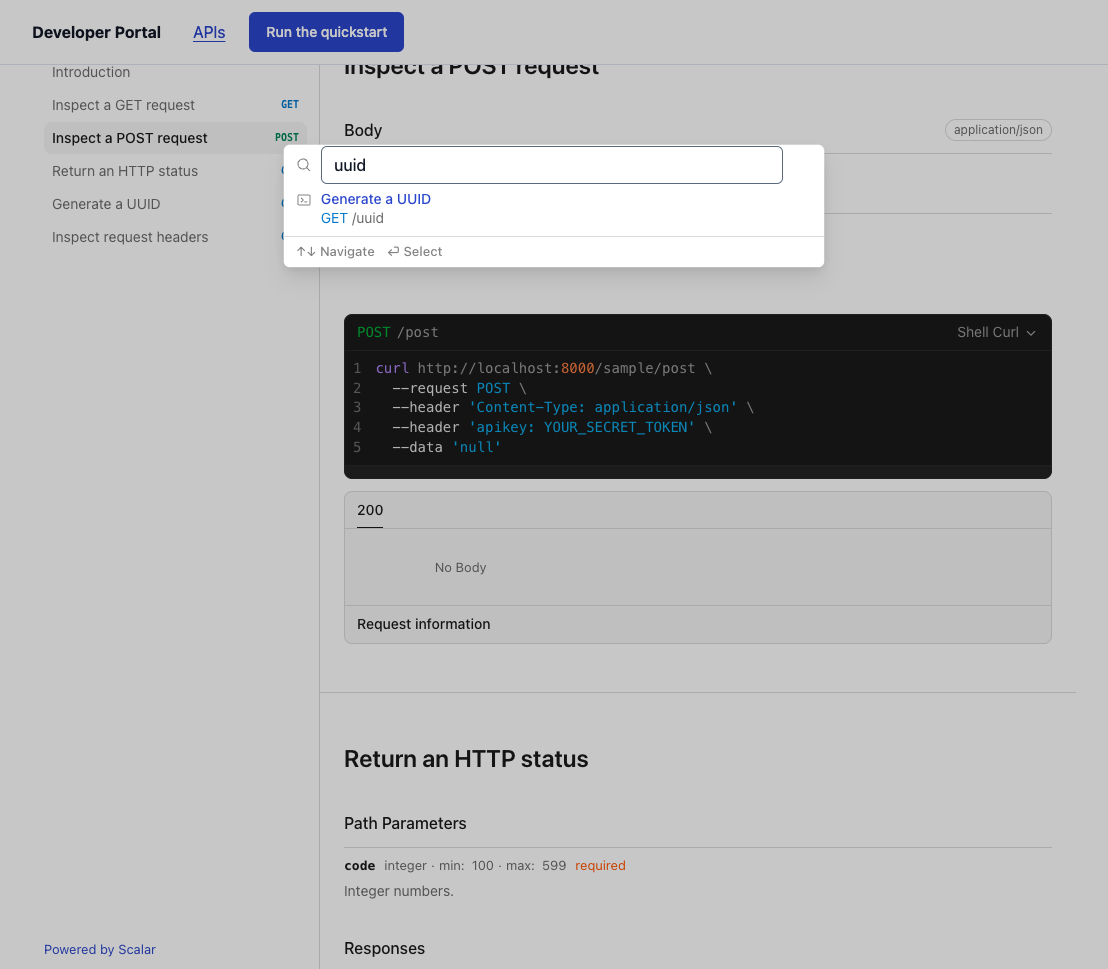 Developer Portal APIs Run the quickstart
Introduction
Inspect a GET request GET
Inspect a POST request POST
Return an HTTP status
Generate a UUID
Inspect request headers
Powered by Scalar
Inspect a POST request
Body application/json
uuid
Generate a UUID
GET /uuid
↑↓ Navigate ↵ Select
POST /post Shell Curl
1 curl http://localhost:8000/sample/post \
2 --request POST \
3 --header 'Content-Type: application/json' \
4 --header 'apikey: YOUR_SECRET_TOKEN' \
5 --data 'null'
200
No Body
Request information
Return an HTTP status
Path Parameters
code integer · min: 100 · max: 599 required
Integer numbers.
Responses